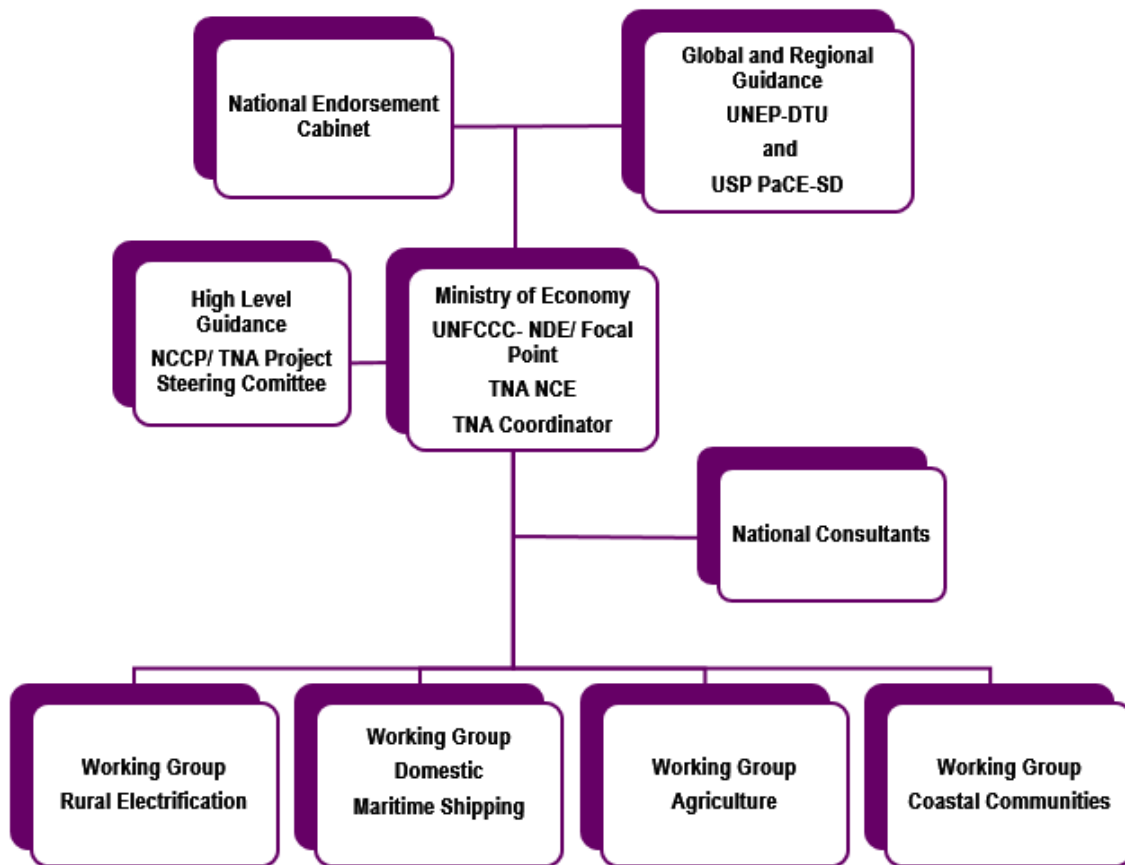 National Endorsement
Cabinet
Global and Regional
Guidance
UNEP-DTU
and
USP PaCE-SD
High Level
Guidance
NCCP/ TNA Project
Steering Comittee
Ministry of Economy
UNFCCC- NDE/ Focal
Point
TNA NCE
TNA Coordinator
National Consultants
Working Group
Rural Electrification
Working Group
Domestic
Maritime Shipping
Working Group
Agriculture
Working Group
Coastal Communities